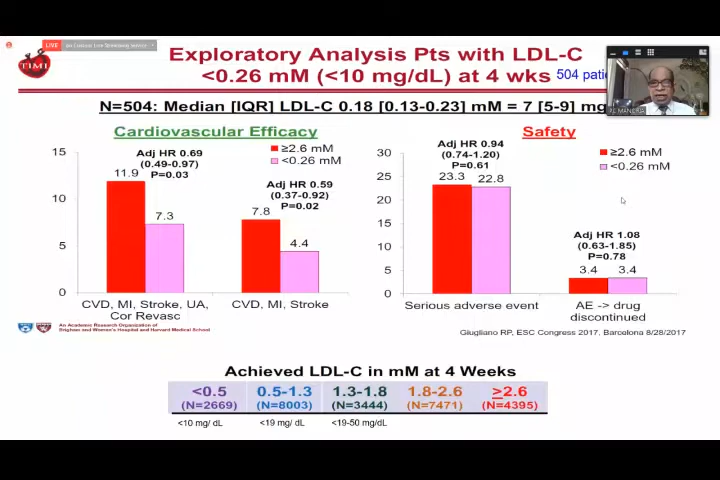 LIVE
TIMI
Exploratory Analysis Pts with LDL-C
<0.26 mM (<10 mg/dL) at 4 wks 504 patie
N=504: Median [IQR] LDL-C 0.18 [0.13-0.23] mM = 7 [5-9] mg
Cardiovascular Efficacy
≥2.6 mM
<0.26 mM
15
10
5
0
Adj HR 0.69
(0.49-0.97)
P=0.03
11.9
7.3
Adj HR 0.59
(0.37-0.92)
P=0.02
7.8
4.4
CVD, MI, Stroke, UA,
Cor Revasc
CVD, MI, Stroke
Safety
≥2.6 mM
<0.26 mM
30
25
20
15
10
5
0
Adj HR 0.94
(0.74-1.20)
P=0.61
23.3
22.8
Adj HR 1.08
(0.63-1.85)
P=0.78
3.4
3.4
Serious adverse event
AE -> drug
discontinued
An Academic Research Organization of
Brigham and Women's Hospital and Harvard Medical School
Giugliano RP, ESC Congress 2017, Barcelona 8/28/2017
Achieved LDL-C in mM at 4 Weeks
<0.5
0.5-1.3
1.3-1.8
1.8-2.6
≥2.6
(N=2669)
(N=8003)
(N=3444)
(N=7471)
(N=4395)
<10 mg/ dL
<19 mg/ dL
<19-50 mg/dL